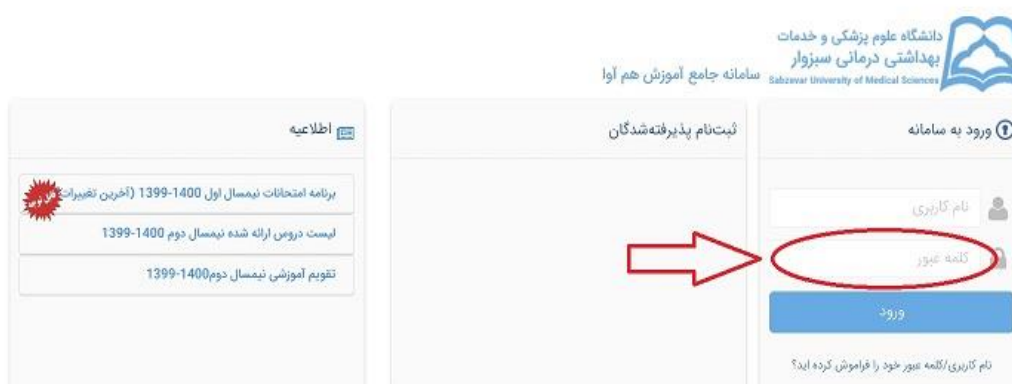 دانشگاه علوم پزشکی و خدمات
بهداشتی درمانی سبزوار
Sabzevar University of Medical Sciences
سامانه جامع آموزش هم آوا
ورود به سامانه
نام کاربری
کلمه عبور
ورود
نام کاربری/کلمه عبور خود را فراموش کرده اید؟
ثبت‌نام پذیرفته‌شدگان
اطلاعیه
برنامه امتحانات نیمسال اول 1400-1399 (آخرین تغییرات)
لیست دروس ارائه شده نیمسال دوم 1400-1399
تقویم آموزشی نیمسال دوم1400-1399